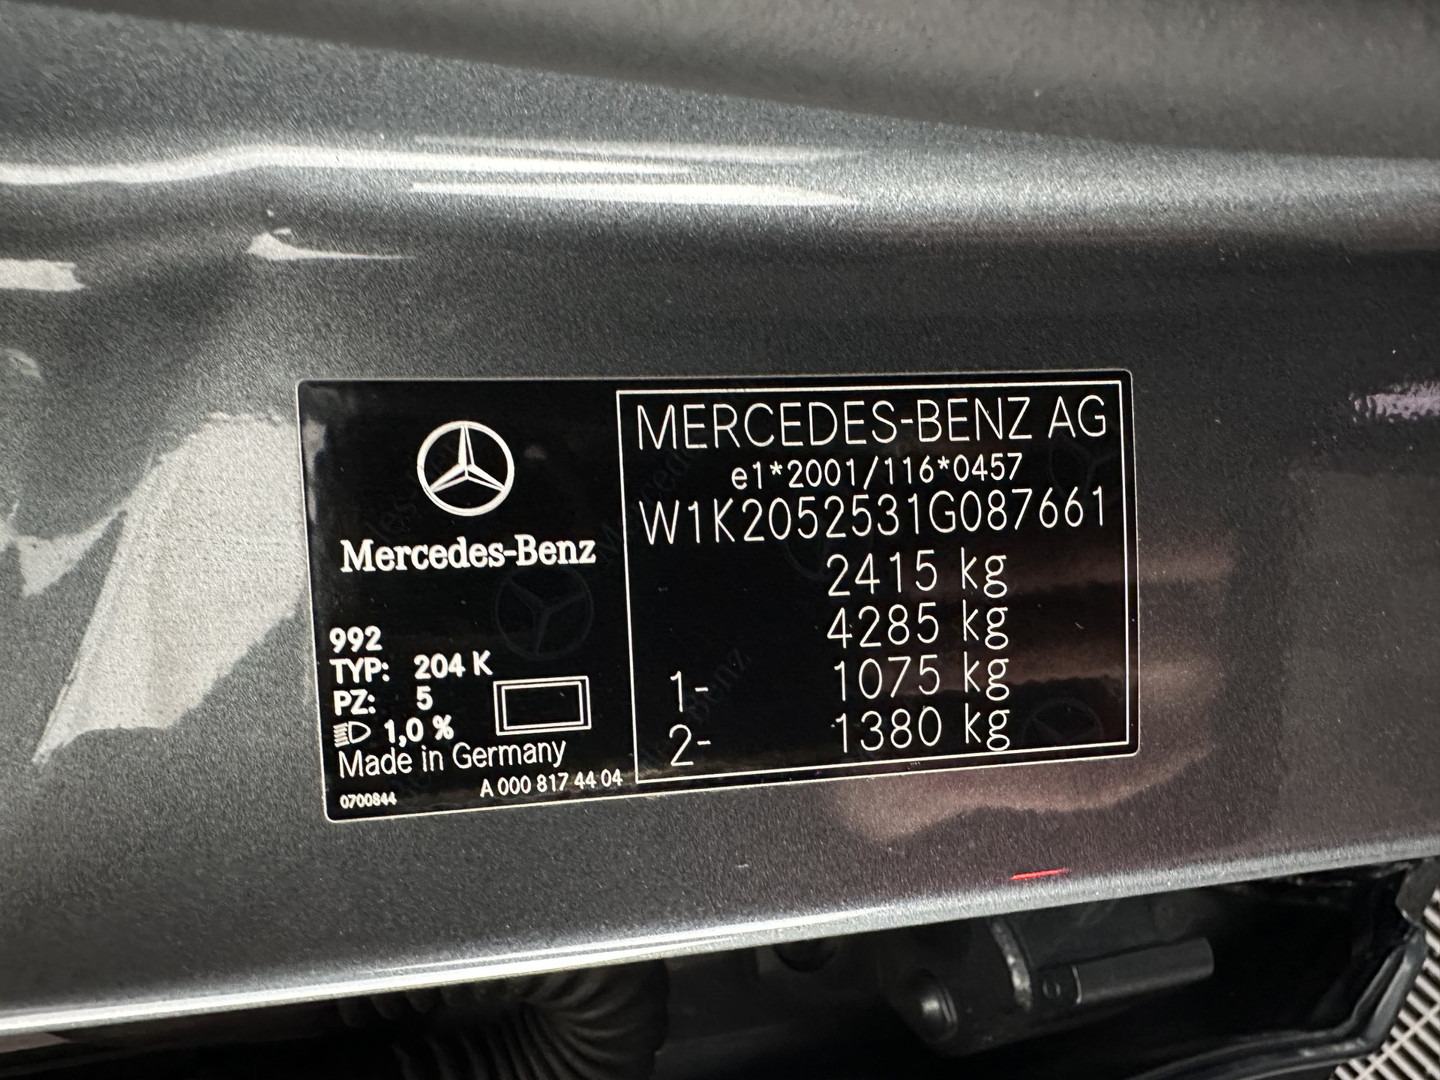 Mercedes-Benz
992
TYP: 204 K
PZ: 5
1,0 %
Made in Germany
0700844
A 000 817 44 04
MERCEDES-BENZ AG
e1*2001/116*0457
W1K2052531G087661
2415 kg
4285 kg
1- 1075 kg
2- 1380 kg